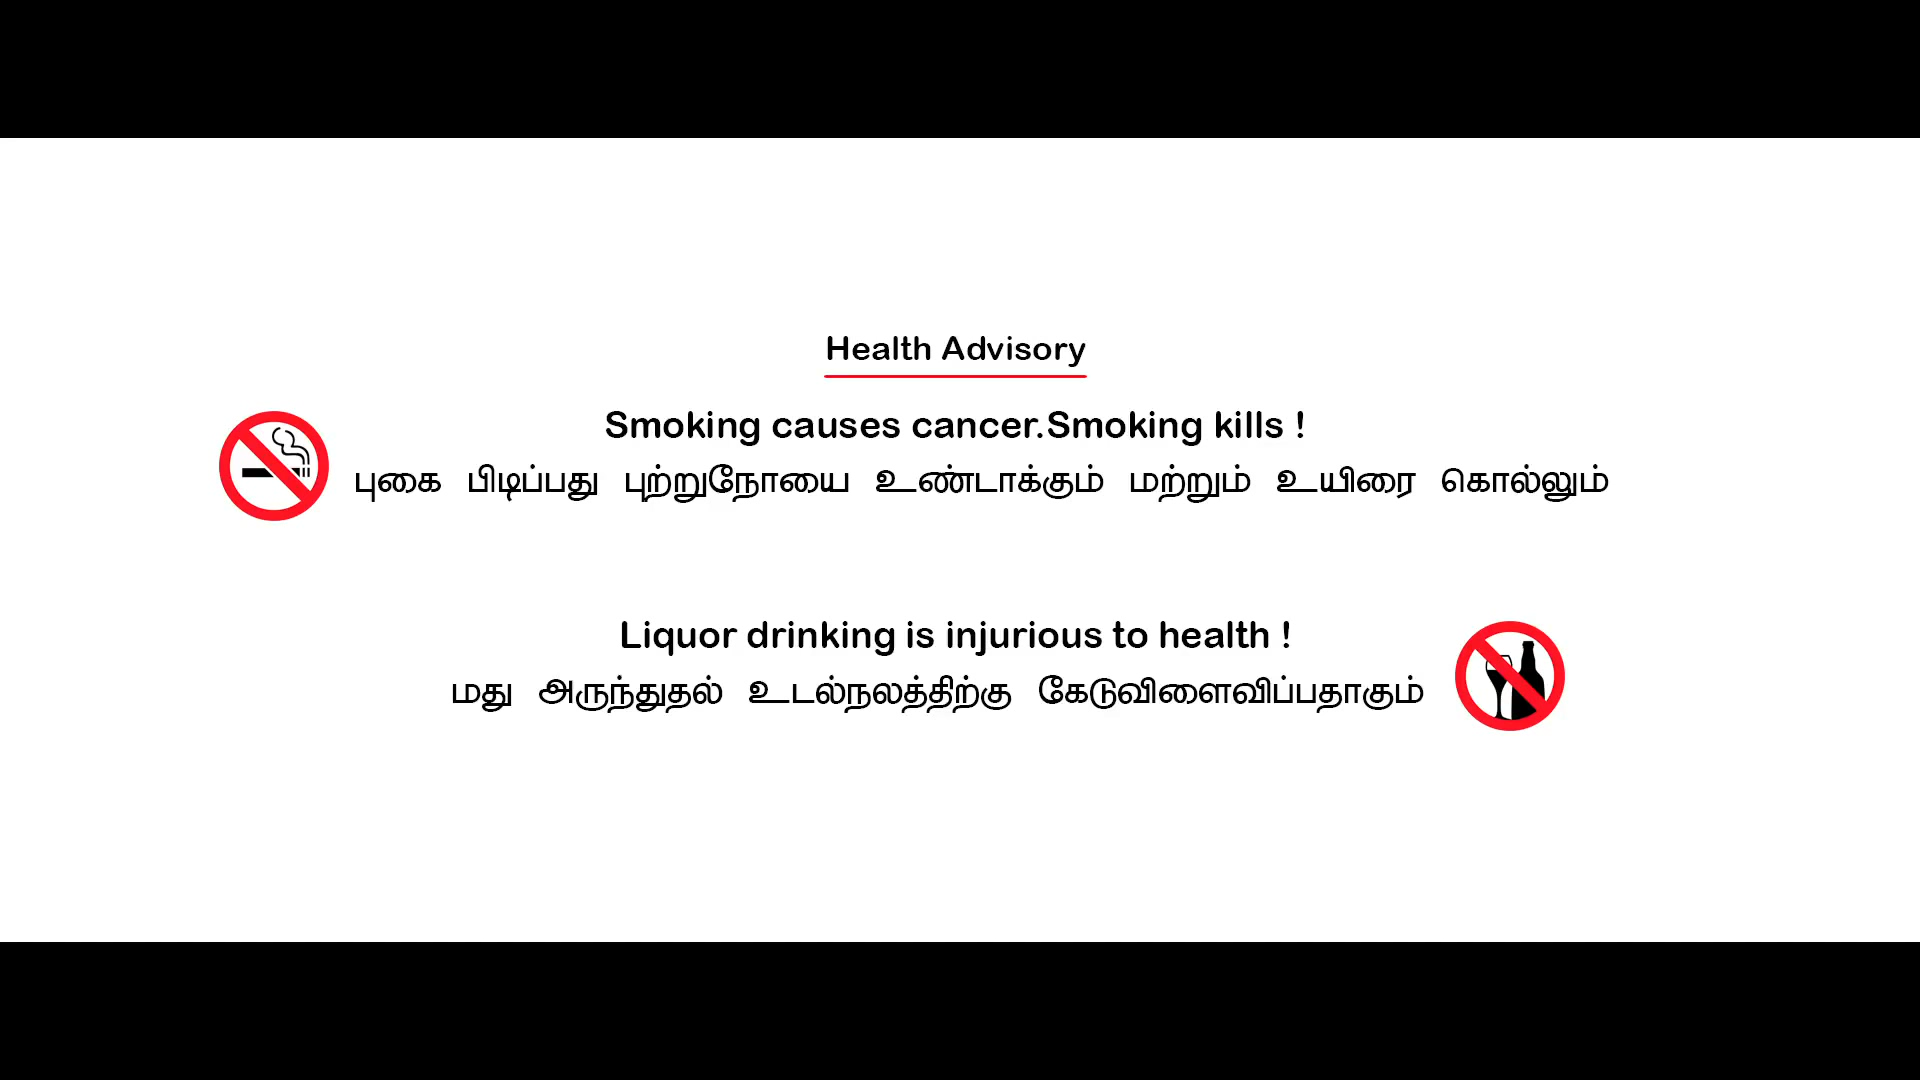 Health Advisory
Smoking causes cancer.Smoking kills !
புகை பிடிப்பது புற்றுநோயை உண்டாக்கும் மற்றும் உயிரை கொல்லும்
Liquor drinking is injurious to health !
மது அருந்துதல் உடல்நலத்திற்கு கேடுவிளைவிப்பதாகும்